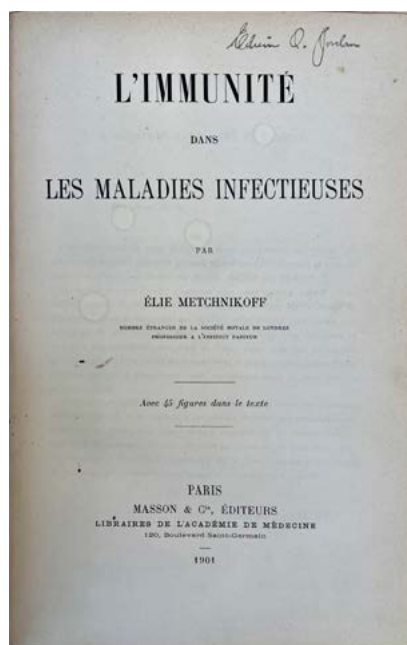 Edwin O. Jordan
L'IMMUNITÉ
DANS
LES MALADIES INFECTIEUSES
PAR
ÉLIE METCHNIKOFF
MEMBRE ÉTRANGER DE LA SOCIÉTÉ ROYALE DE LONDRES
PROFESSEUR A L'INSTITUT PASTEUR
Avec 45 figures dans le texte
PARIS
MASSON & Cie, ÉDITEURS
LIBRAIRES DE L'ACADÉMIE DE MÉDECINE
120, Boulevard Saint-Germain
1901